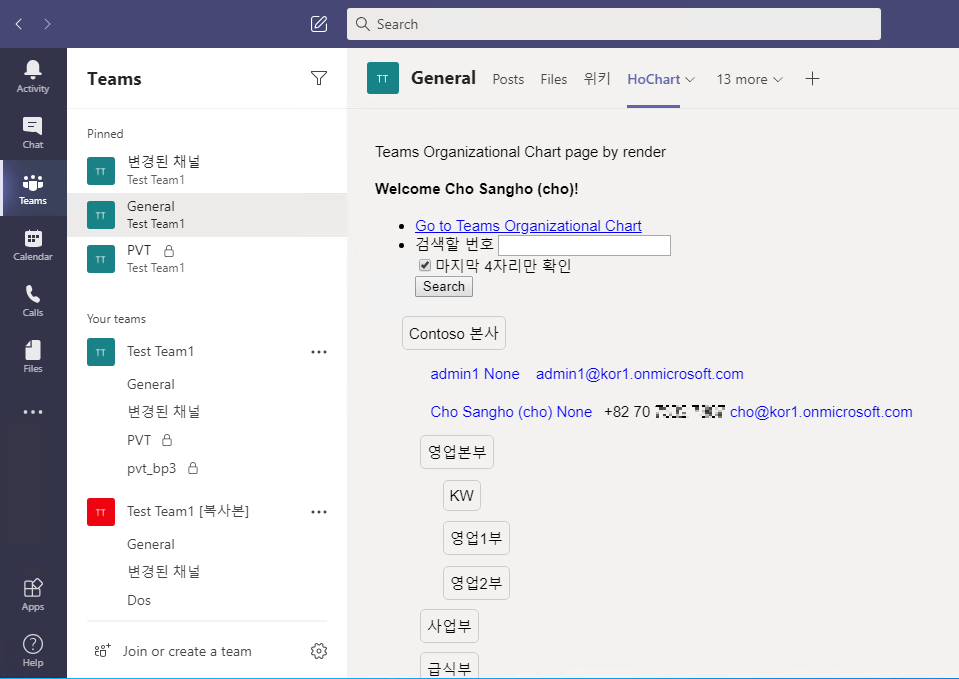 Search
Activity
Chat
Teams
Calendar
Calls
Files
Apps
Help
Teams
Pinned
TT
변경된 채널
Test Team1
TT
General
Test Team1
TT
PVT
Test Team1
Your teams
TT
Test Team1
General
변경된 채널
PVT
pvt_bp3
TT
Test Team1 [복사본]
General
변경된 채널
Dos
Join or create a team
TT
General Posts Files 위키 HoChart 13 more
Teams Organizational Chart page by render
Welcome Cho Sangho (cho)!
Go to Teams Organizational Chart
검색할 번호
마지막 4자리만 확인
Search
Contoso 본사
admin1 None admin1@kor1.onmicrosoft.com
Cho Sangho (cho) None +82 70 cho@kor1.onmicrosoft.com
영업본부
KW
영업1부
영업2부
사업부
급식부